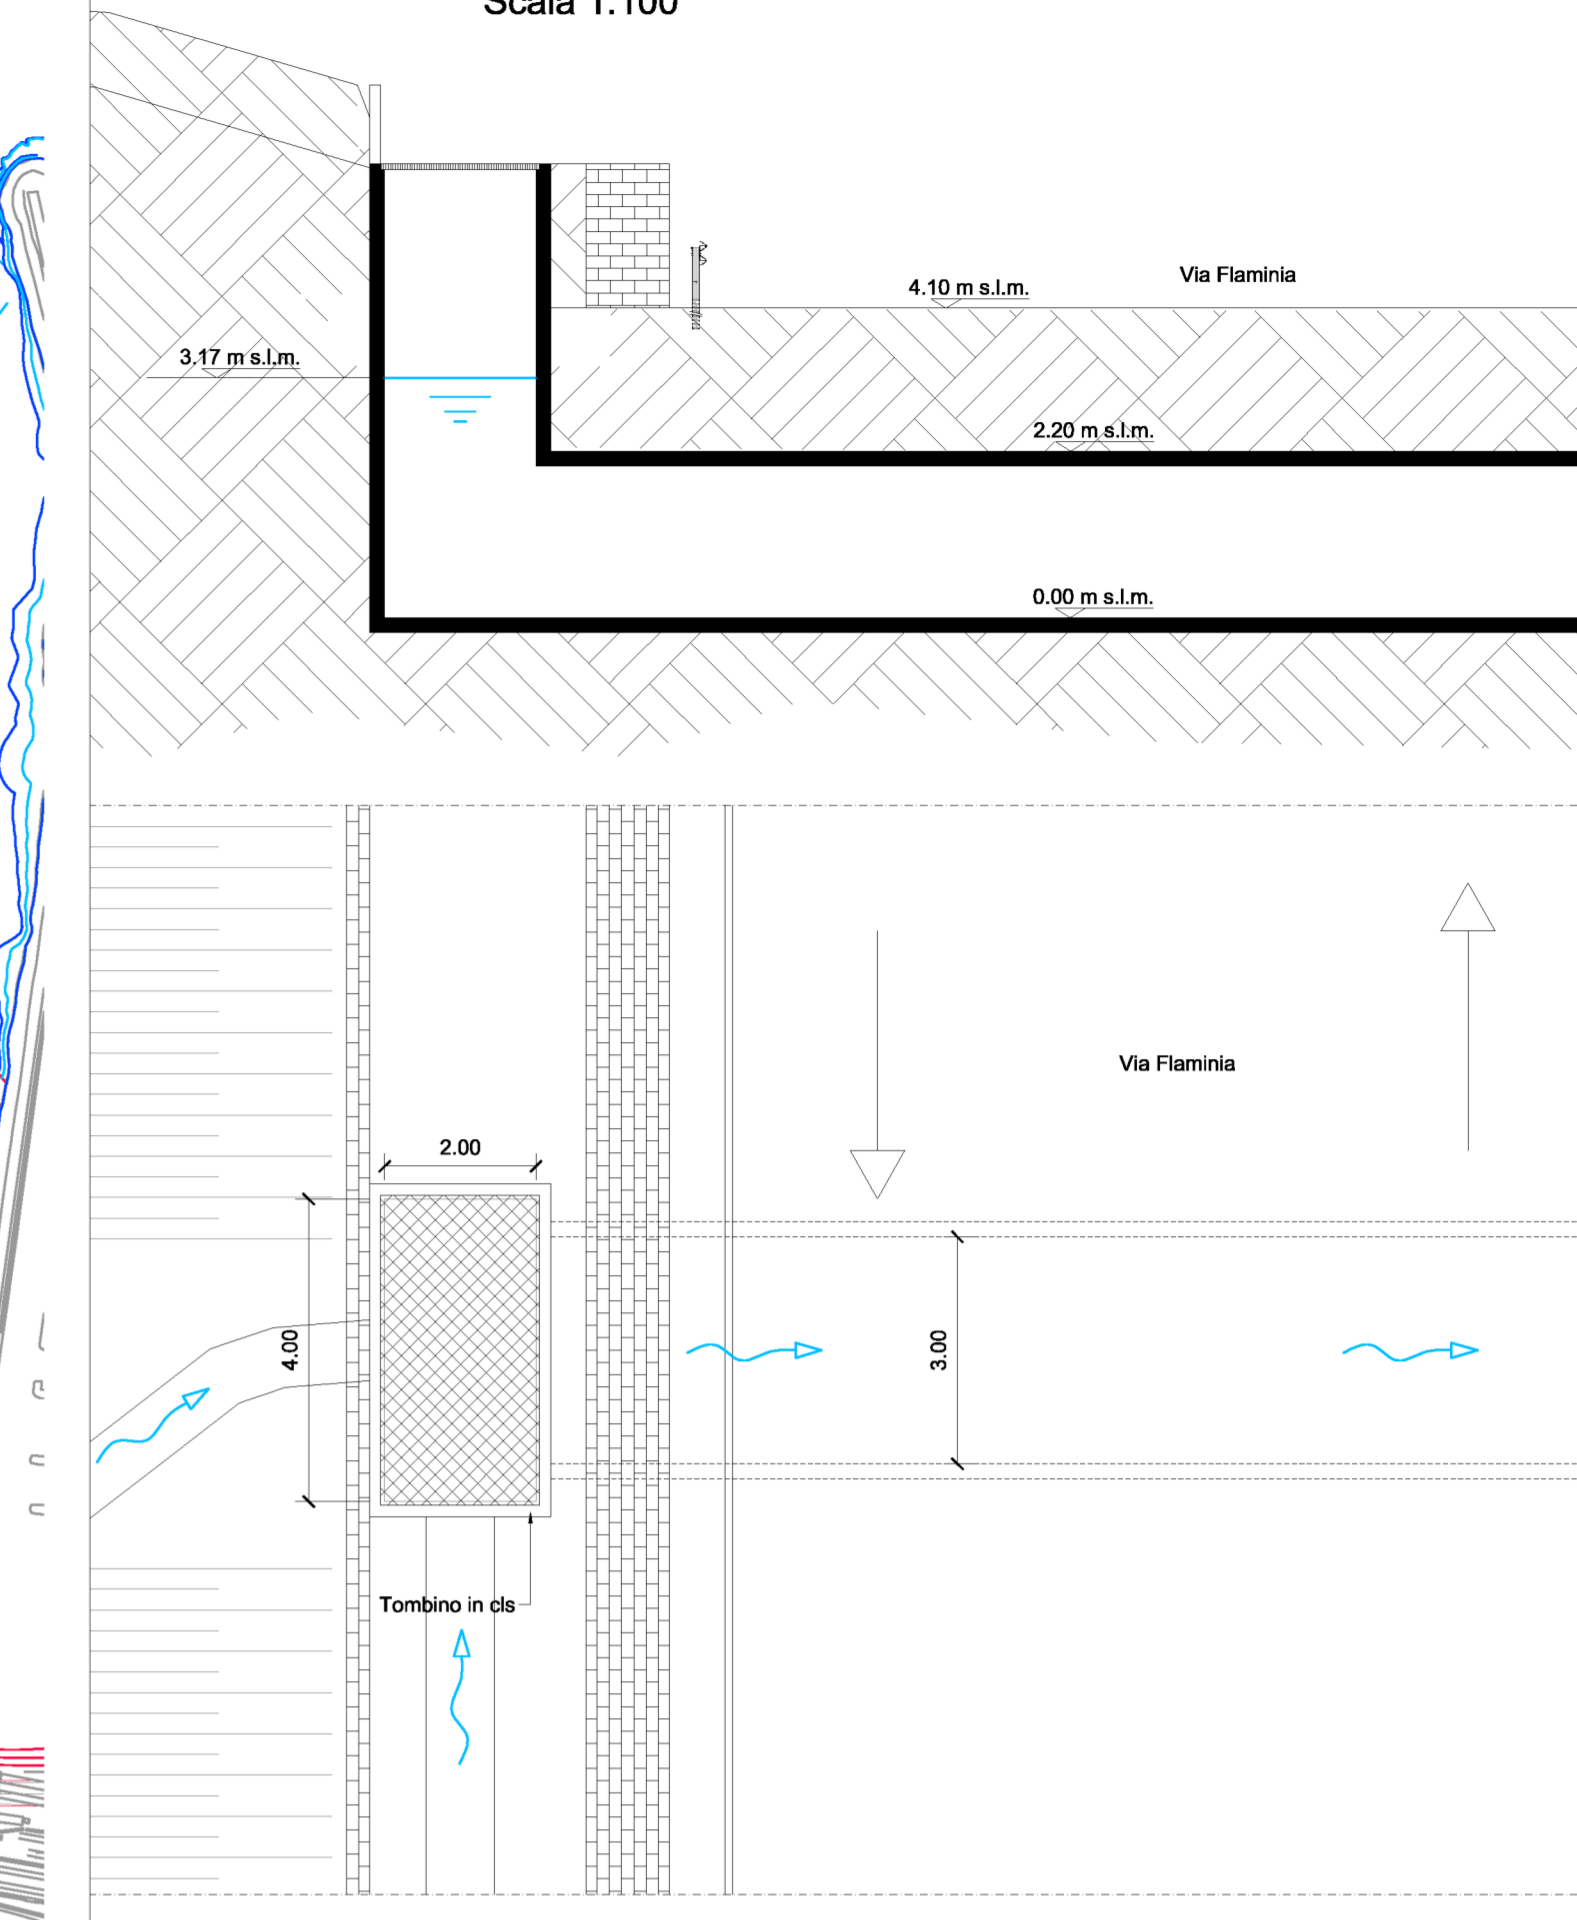 Scala 1:100
Via Flaminia
4.10 m s.l.m.
3.17 m s.l.m.
2.20 m s.l.m.
0.00 m s.l.m.
Via Flaminia
2.00
4.00
3.00
Tombino in cls